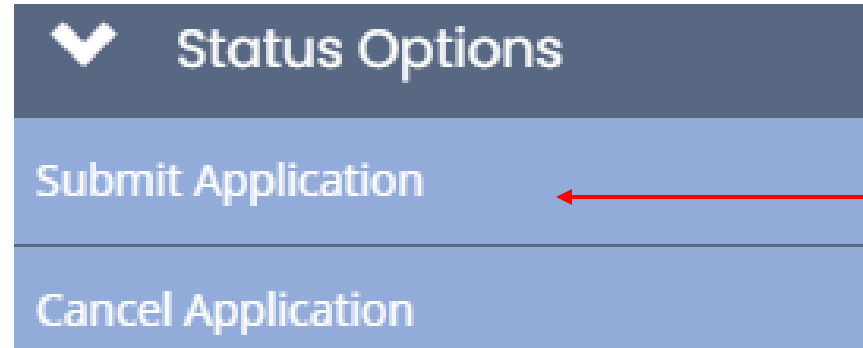 Status Options
Submit Application
Cancel Application